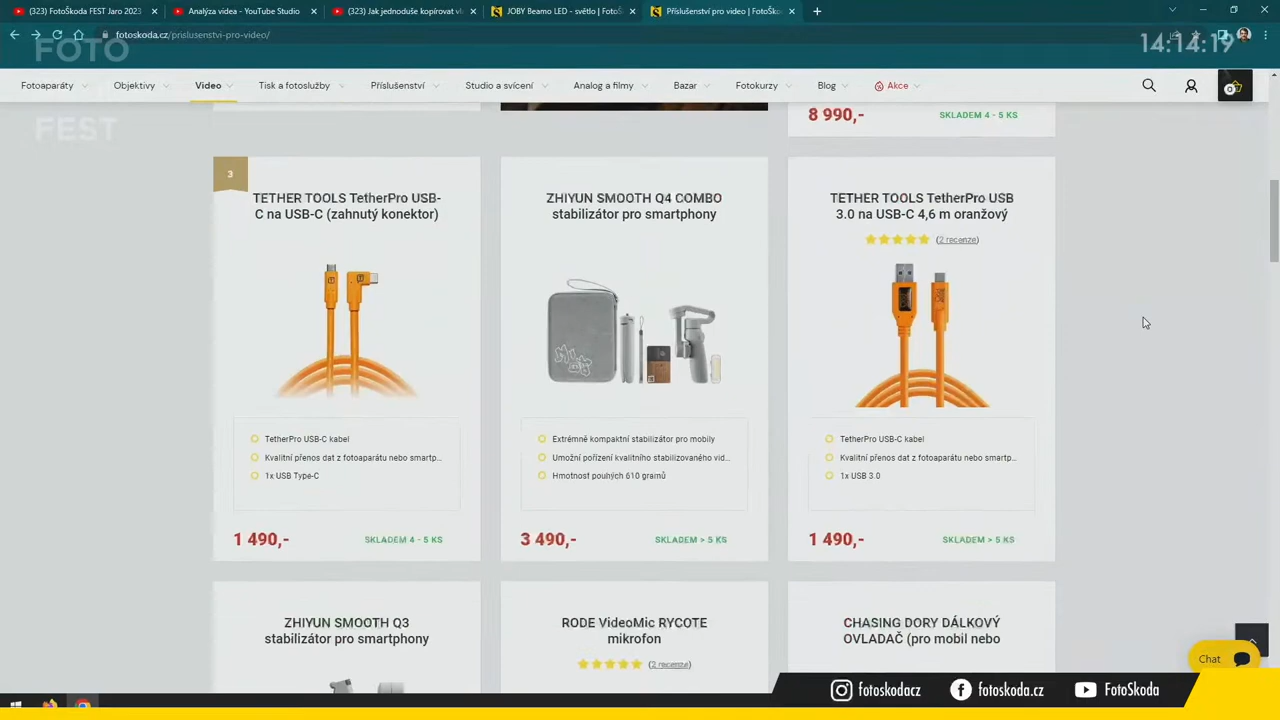 (323) FotoŠkoda FEST Jaro 2023
Analýza videa - YouTube Studio
(323) Jak jednoduše kopírovat vl
JOBY Beamo LED - světlo | FotoŠ
Příslušenství pro video | FotoŠko
fotoskoda.cz/prislusenstvi-pro-video/
FOTO
FEST
14:14:19
Fotoaparáty
Objektivy
Video
Tisk a fotoslužby
Příslušenství
Studio a svícení
Analog a filmy
Bazar
Fotokurzy
Blog
Akce
0
8 990,-
SKLADEM 4 - 5 KS
3
TETHER TOOLS TetherPro USB-
C na USB-C (zahnutý konektor)
TetherPro USB-C kabel
Kvalitní přenos dat z fotoaparátu nebo smartp...
1x USB Type-C
1 490,-
SKLADEM 4 - 5 KS
ZHIYUN SMOOTH Q4 COMBO
stabilizátor pro smartphony
Extrémně kompaktní stabilizátor pro mobily
Umožní pořízení kvalitního stabilizovaného vid...
Hmotnost pouhých 610 gramů
3 490,-
SKLADEM > 5 KS
TETHER TOOLS TetherPro USB
3.0 na USB-C 4,6 m oranžový
(2 recenze)
TetherPro USB-C kabel
Kvalitní přenos dat z fotoaparátu nebo smartp...
1x USB 3.0
1 490,-
SKLADEM > 5 KS
ZHIYUN SMOOTH Q3
stabilizátor pro smartphony
RODE VideoMic RYCOTE
mikrofon
(2 recenze)
CHASING DORY DÁLKOVÝ
OVLADAČ (pro mobil nebo
Chat
fotoskodacz
fotoskoda.cz
FotoSkoda